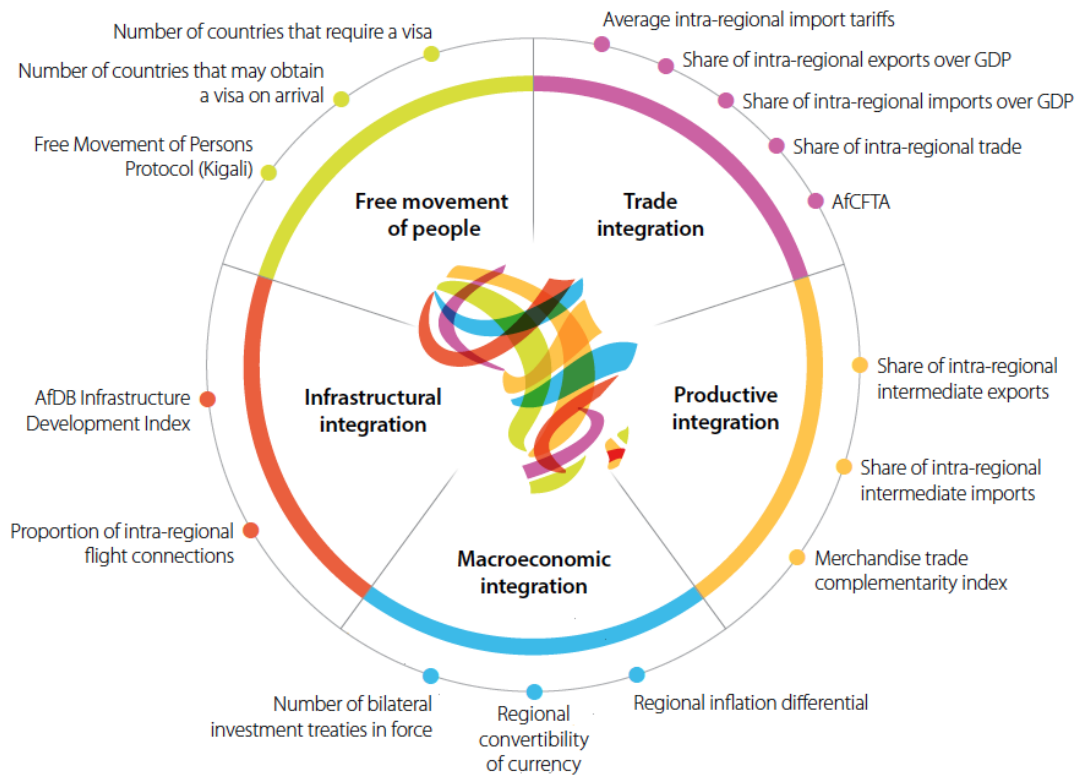 Number of countries that require a visa
Number of countries that may obtain
a visa on arrival
Free Movement of Persons
Protocol (Kigali)
Average intra-regional import tariffs
Share of intra-regional exports over GDP
Share of intra-regional imports over GDP
Share of intra-regional trade
AfCFTA
Free movement
of people
Trade
integration
Infrastructural
integration
Productive
integration
Macroeconomic
integration
AfDB Infrastructure
Development Index
Proportion of intra-regional
flight connections
Share of intra-regional
intermediate exports
Share of intra-regional
intermediate imports
Merchandise trade
complementarity index
Number of bilateral
investment treaties in force
Regional
convertibility
of currency
Regional inflation differential